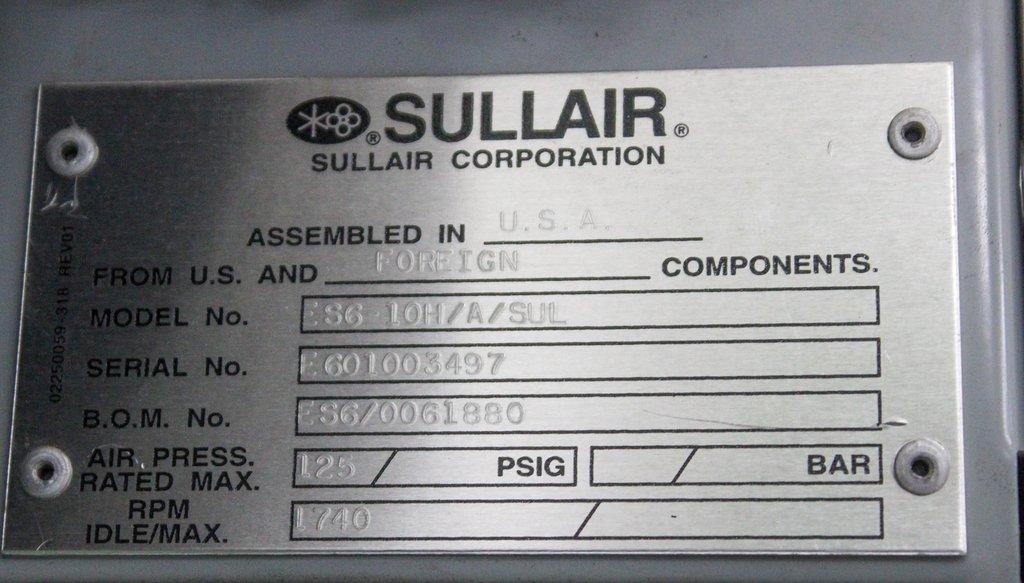 ® SULLAIR ®
SULLAIR CORPORATION
ASSEMBLED IN U.S.A.
FROM U.S. AND FOREIGN COMPONENTS.
MODEL No. ES6-10H/A/SUL
SERIAL No. E601003497
B.O.M. No. ES6/0061880
AIR PRESS. RATED MAX. 125 / PSIG / BAR
RPM IDLE/MAX. 1740 /
02250059-318 REV01